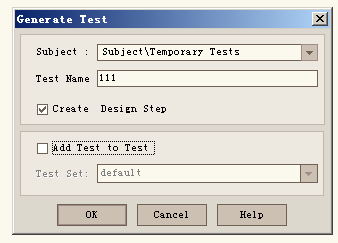 Generate Test
Subject : Subject\Temporary Tests
Test Name 111
Create Design Step
Add Test to Test
Test Set: default
OK Cancel Help